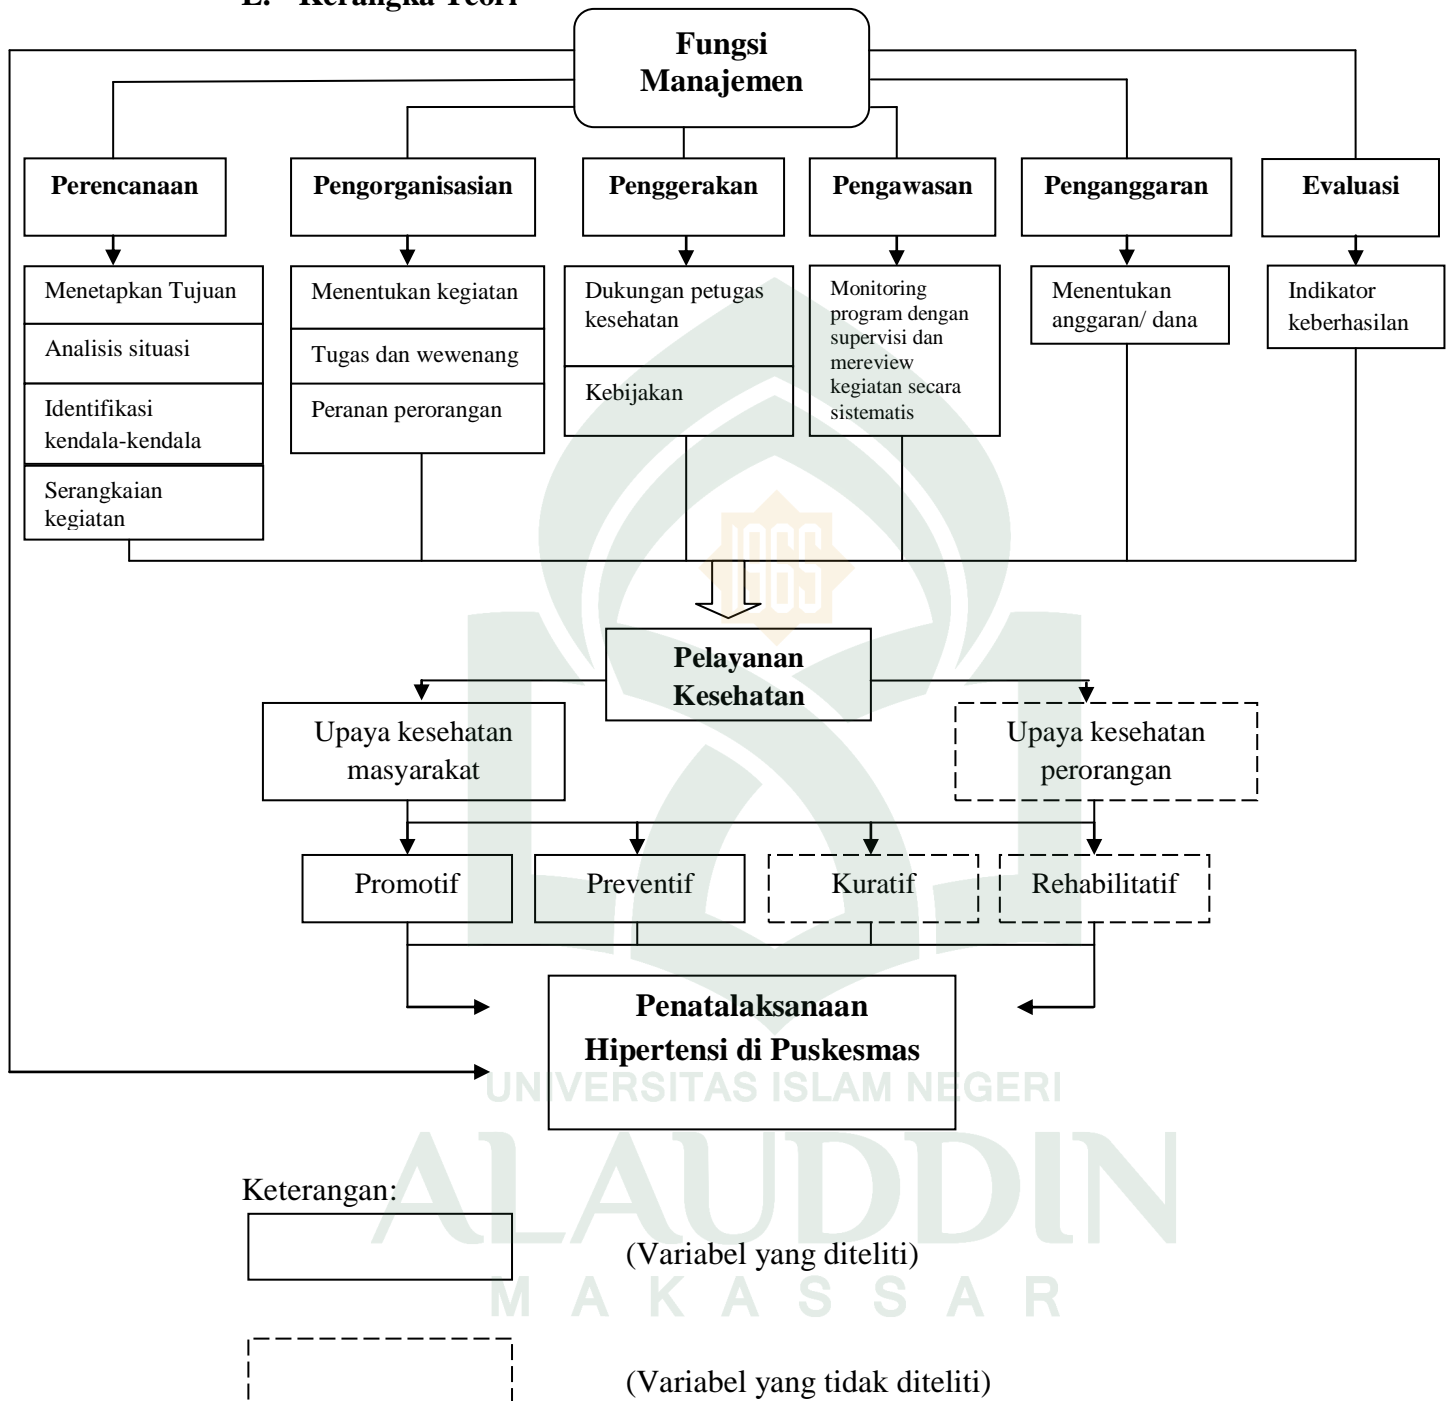 E. Kerangka Teori
Fungsi
Manajemen
Perencanaan
Pengorganisasian
Penggerakan
Pengawasan
Penganggaran
Evaluasi
Menetapkan Tujuan
Analisis situasi
Identifikasi
kendala-kendala
Serangkaian
kegiatan
Menentukan kegiatan
Tugas dan wewenang
Peranan perorangan
Dukungan petugas
kesehatan
Kebijakan
Monitoring
program dengan
supervisi dan
mereview
kegiatan secara
sistematis
Menentukan
anggaran/ dana
Indikator
keberhasilan
1965
Pelayanan
Kesehatan
Upaya kesehatan
masyarakat
Upaya kesehatan
perorangan
Promotif
Preventif
Kuratif
Rehabilitatif
Penatalaksanaan
Hipertensi di Puskesmas
UNIVERSITAS ISLAM NEGERI
ALAUDDIN
MAKASSAR
Keterangan:
(Variabel yang diteliti)
(Variabel yang tidak diteliti)